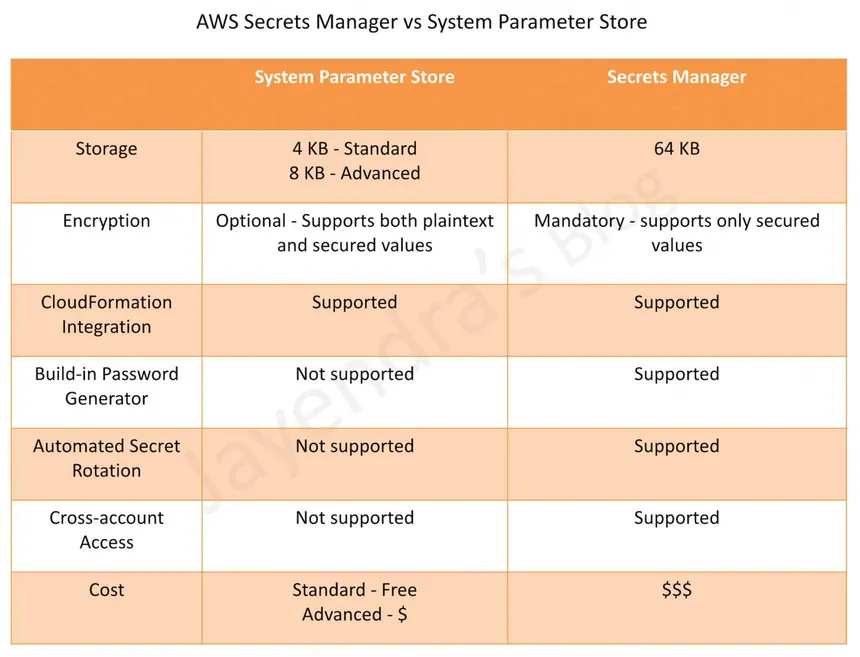 AWS Secrets Manager vs System Parameter Store
System Parameter Store
Secrets Manager
Storage
4 KB - Standard
8 KB - Advanced
64 KB
Encryption
Optional - Supports both plaintext
and secured values
Mandatory - supports only secured
values
CloudFormation
Integration
Supported
Supported
Build-in Password
Generator
Not supported
Supported
Automated Secret
Rotation
Not supported
Supported
Cross-account
Access
Not supported
Supported
Cost
Standard - Free
Advanced - $
$$$
Jayendra's Blog